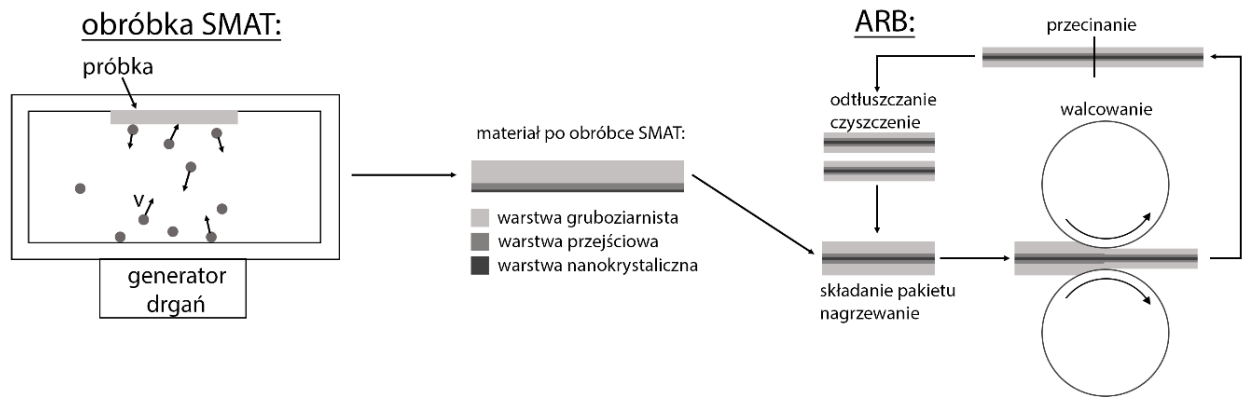 obróbka SMAT:
próbka
v
generator
drgań
materiał po obróbce SMAT:
warstwa gruboziarnista
warstwa przejściowa
warstwa nanokrystaliczna
ARB:
przecinanie
odtłuszczanie
czyszczenie
walcowanie
składanie pakietu
nagrzewanie